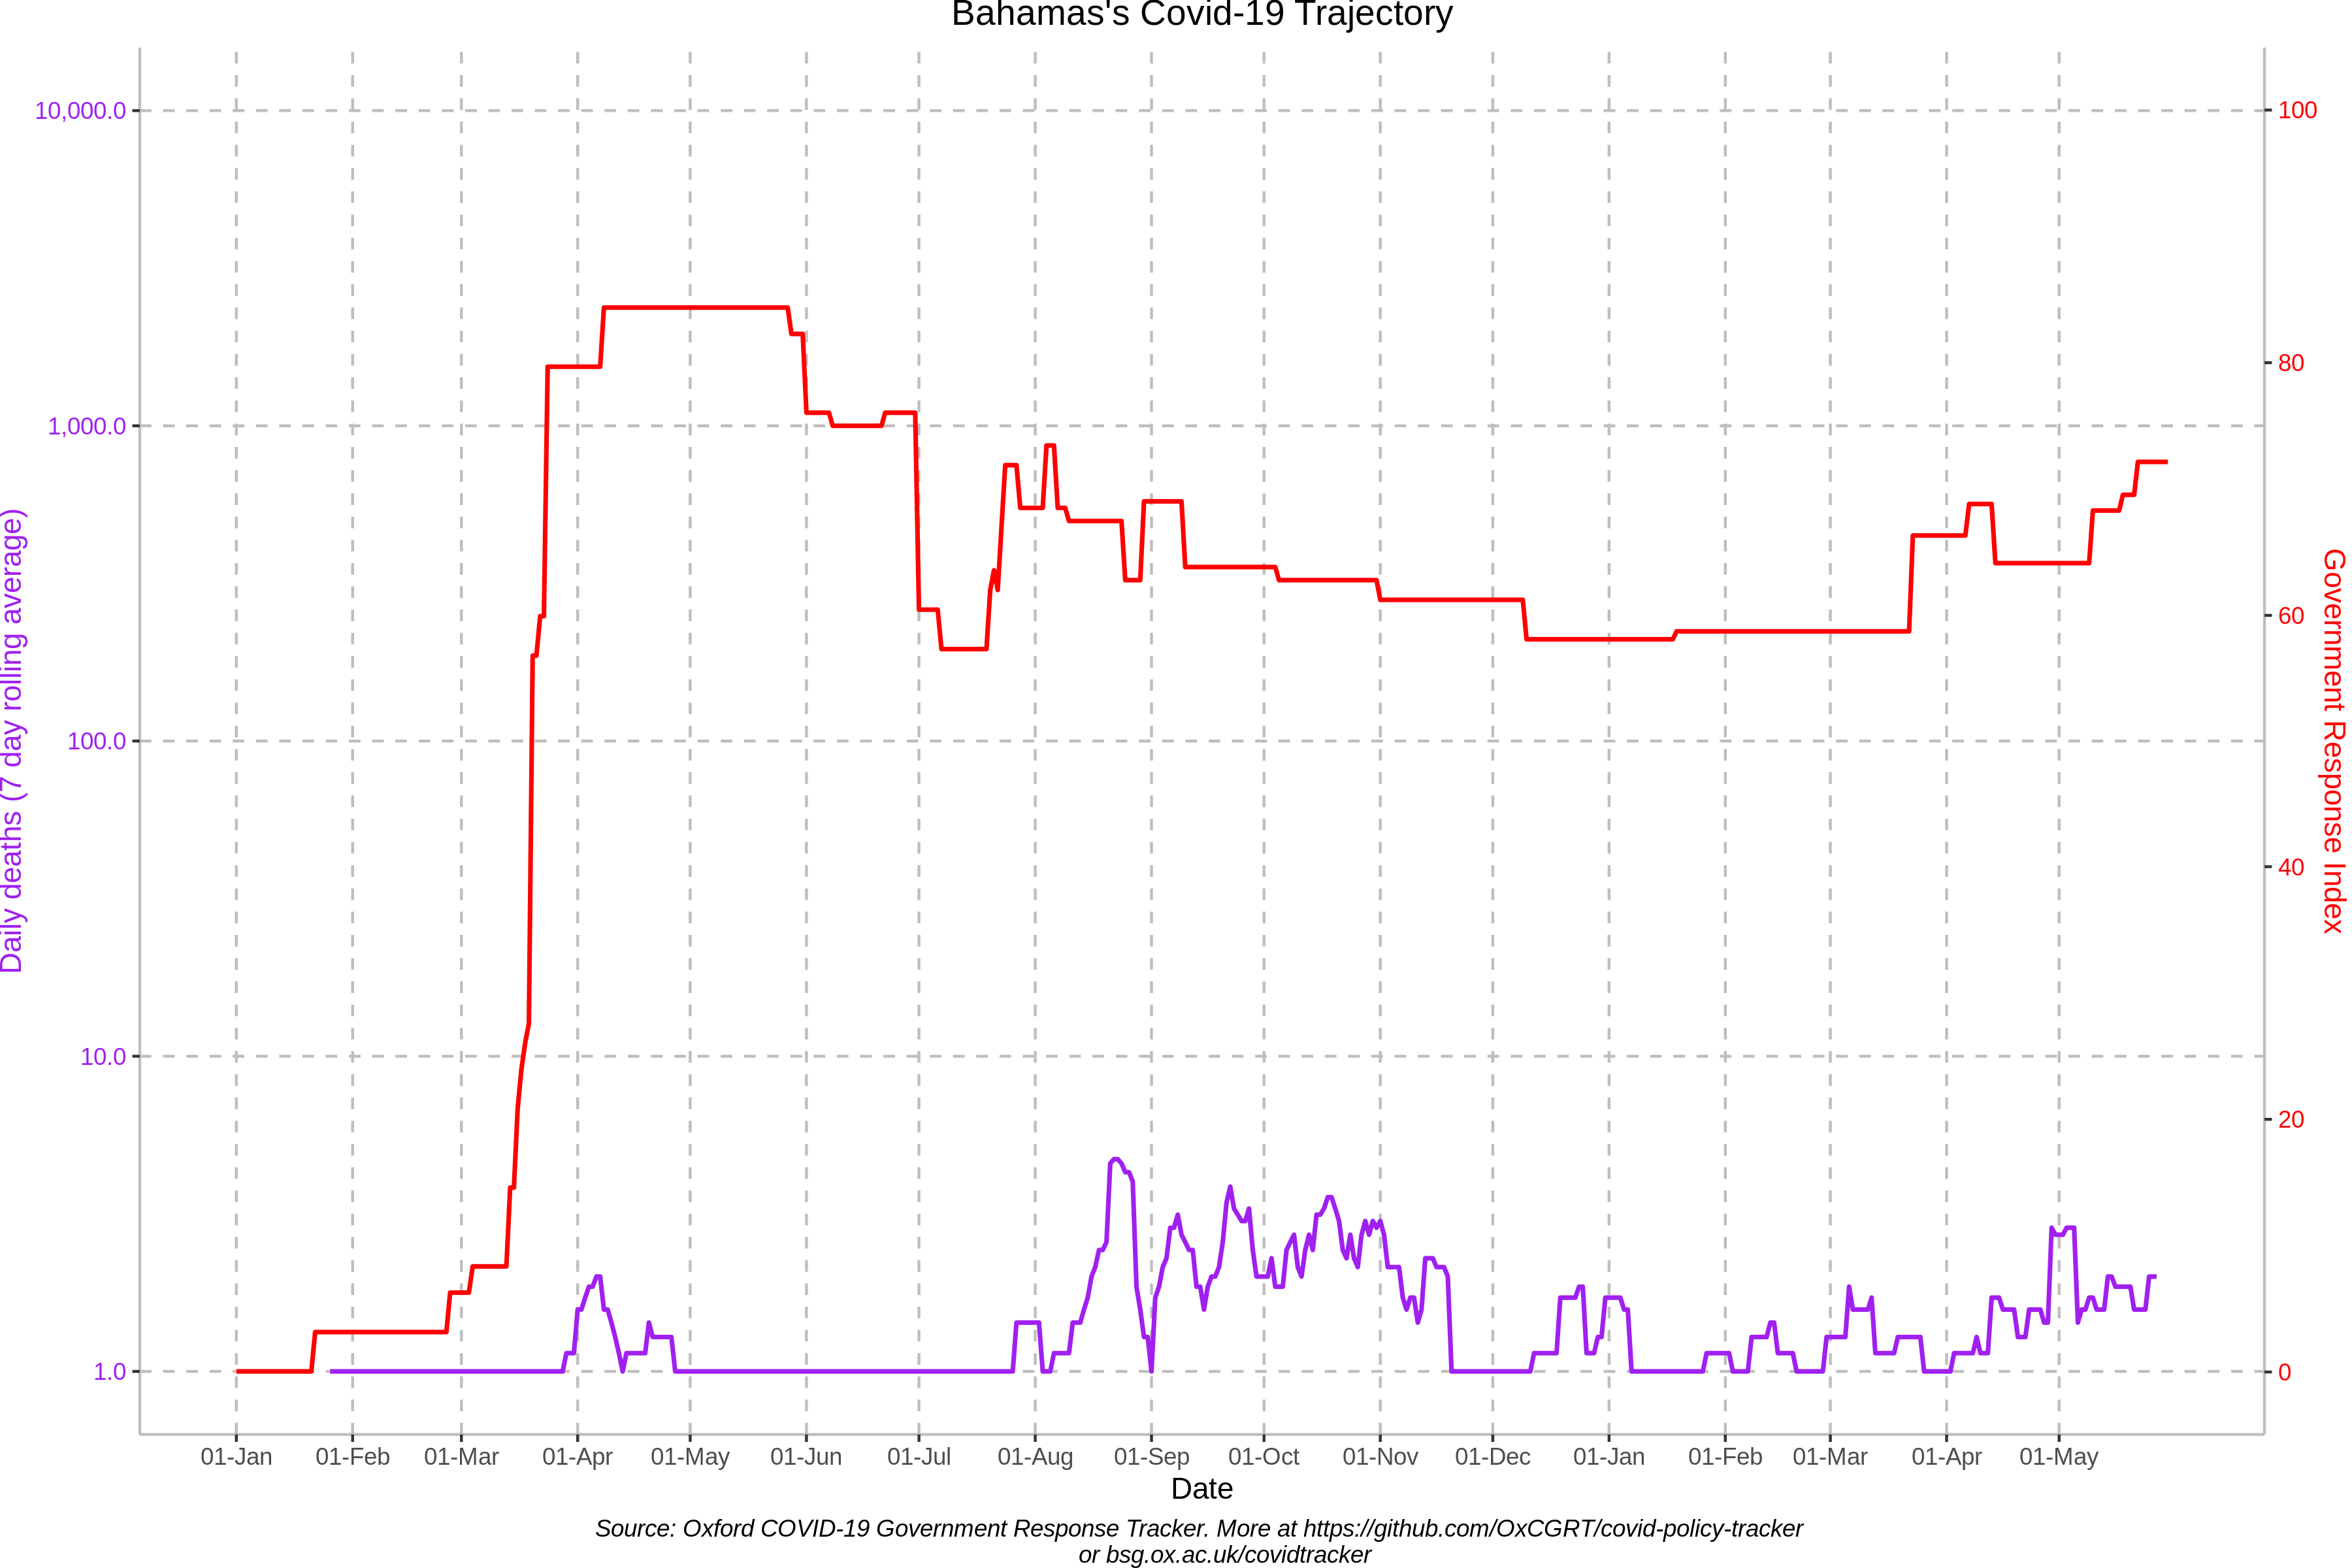 Bahamas's Covid-19 Trajectory
10,000.0
1,000.0
100.0
10.0
1.0
Daily deaths (7 day rolling average)
100
80
60
40
20
0
Government Response Index
01-Jan 01-Feb 01-Mar 01-Apr 01-May 01-Jun 01-Jul 01-Aug 01-Sep 01-Oct 01-Nov 01-Dec 01-Jan 01-Feb 01-Mar 01-Apr 01-May
Date
Source: Oxford COVID-19 Government Response Tracker. More at https://github.com/OxCGRT/covid-policy-tracker
or bsg.ox.ac.uk/covidtracker